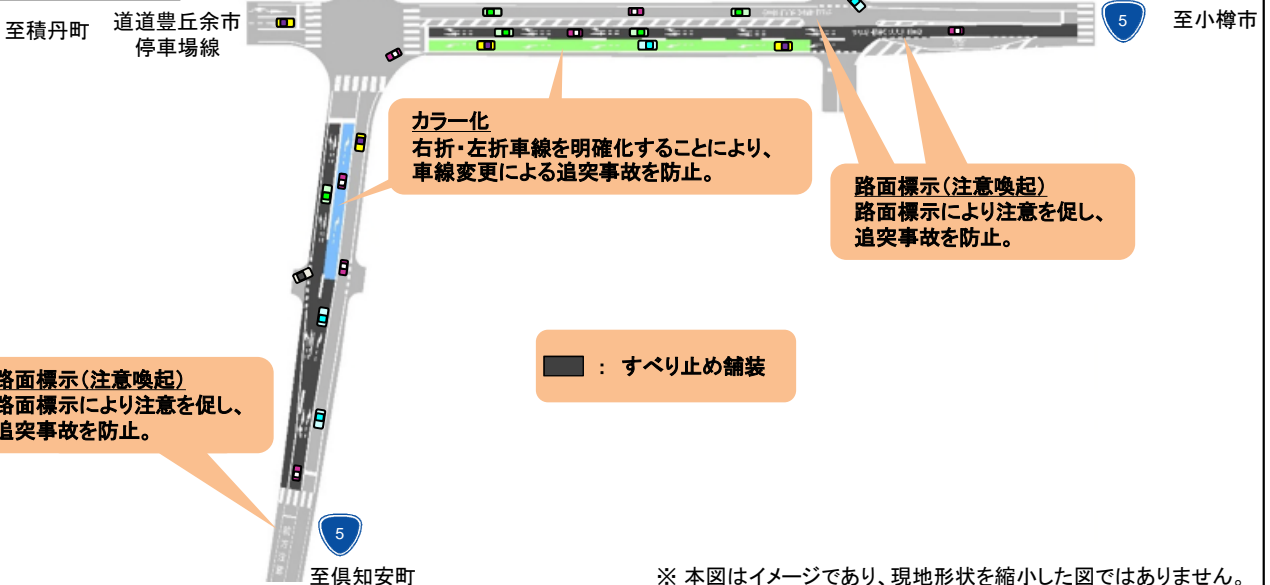 至積丹町
道道豊丘余市
停車場線
5
至小樽市
カラー化
右折・左折車線を明確化することにより、
車線変更による追突事故を防止。
路面標示(注意喚起)
路面標示により注意を促し、
追突事故を防止。
: すべり止め舗装
路面標示(注意喚起)
路面標示により注意を促し、
追突事故を防止。
5
至倶知安町
※ 本図はイメージであり、現地形状を縮小した図ではありません。